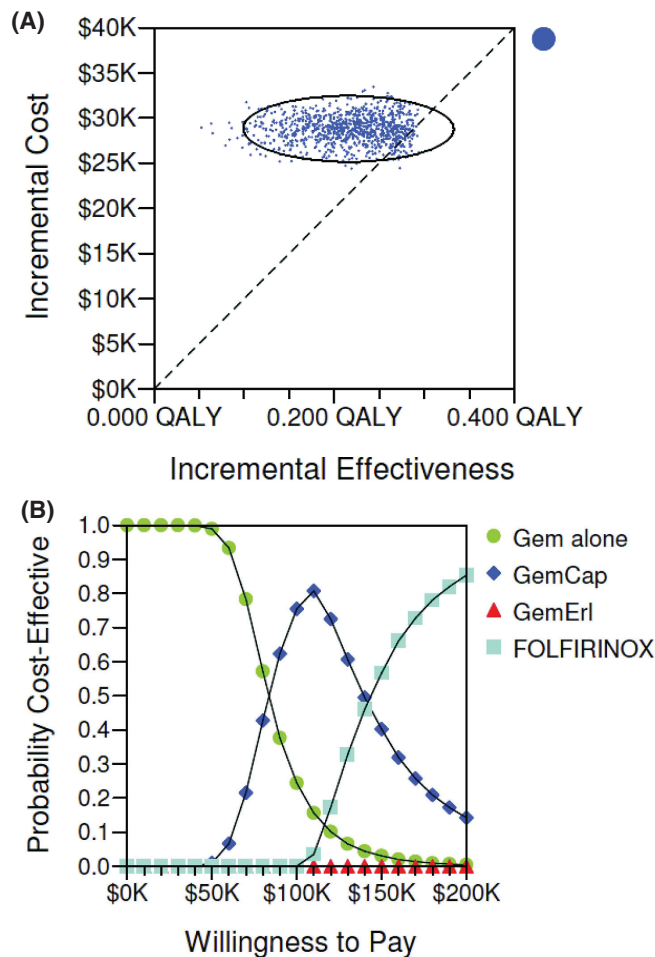 (A)
$40K
$35K
$30K
$25K
$20K
$15K
$10K
$5K
$0K
Incremental Cost
0.000 QALY 0.200 QALY 0.400 QALY
Incremental Effectiveness
(B)
1.0
0.9
0.8
0.7
0.6
0.5
0.4
0.3
0.2
0.1
0.0
Probability Cost-Effective
$0K $50K $100K $150K $200K
Willingness to Pay
Gem alone
GemCap
GemErl
FOLFIRINOX